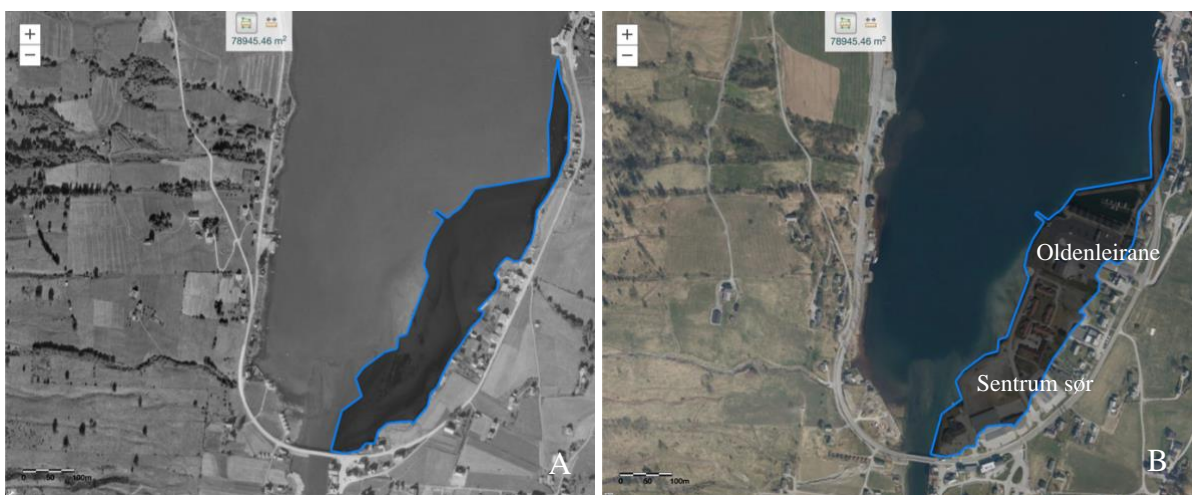 +
−
78945.46 m²
0 50 100m
A
+
−
78945.46 m²
Oldenleirane
Sentrum sør
0 50 100m
B